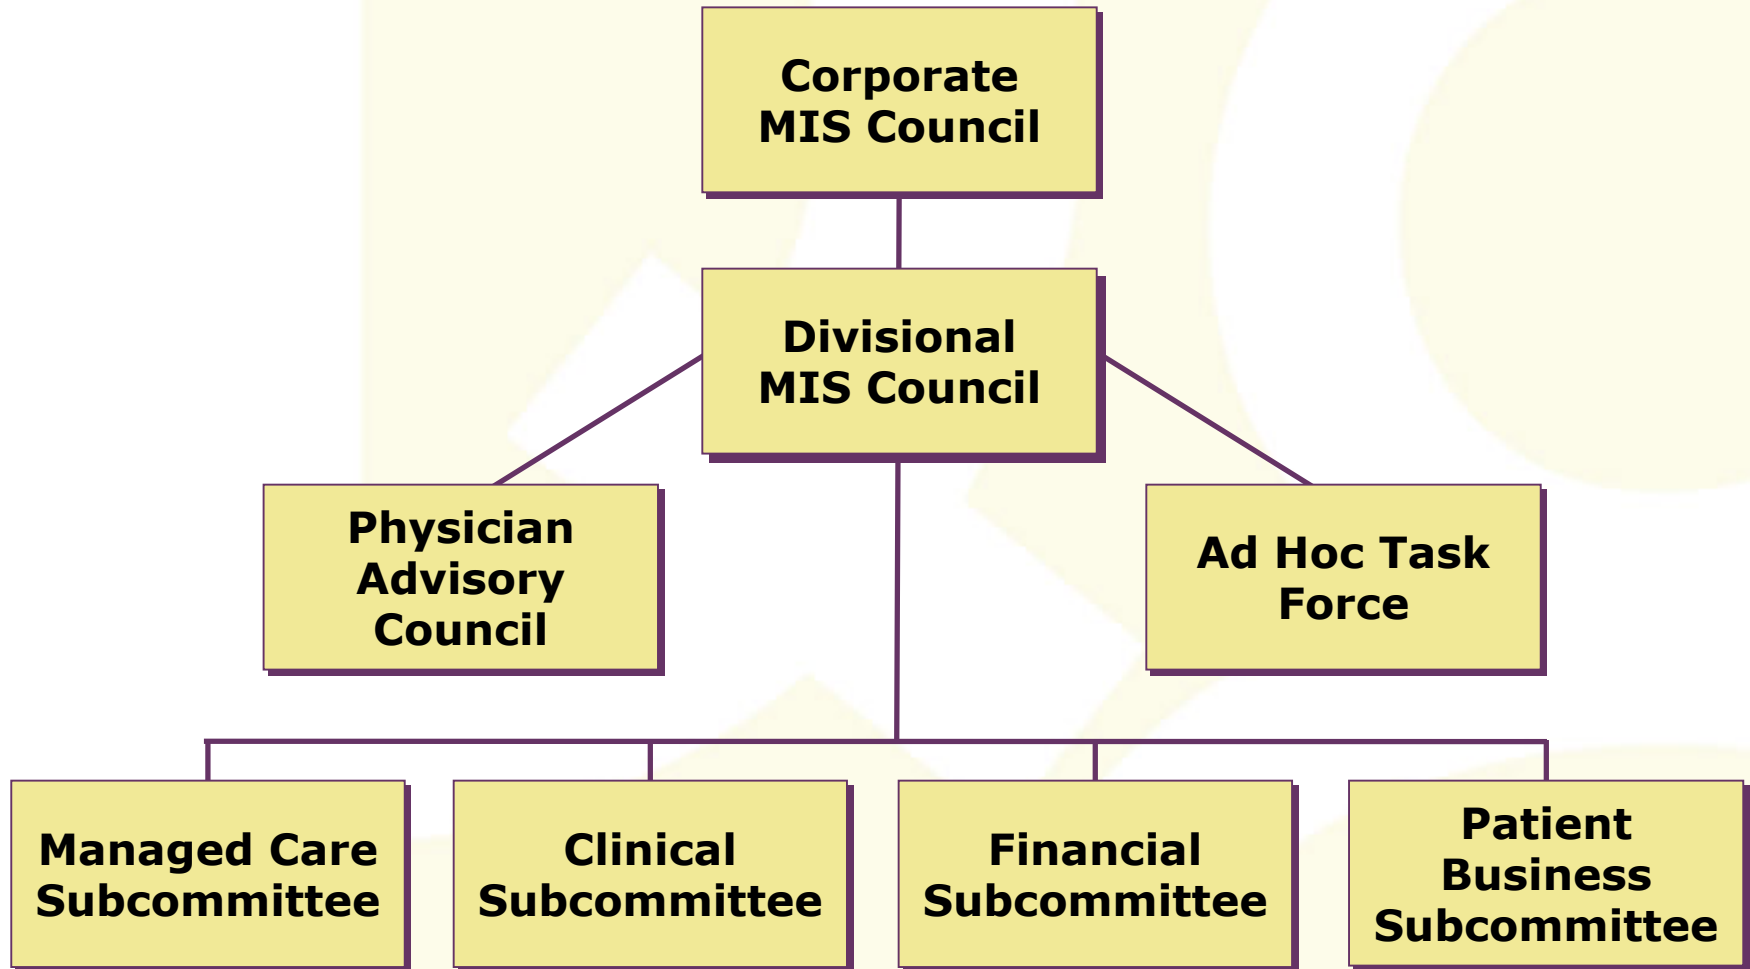 Corporate
MIS Council
Divisional
MIS Council
Physician
Advisory
Council
Ad Hoc Task
Force
Managed Care
Subcommittee
Clinical
Subcommittee
Financial
Subcommittee
Patient
Business
Subcommittee